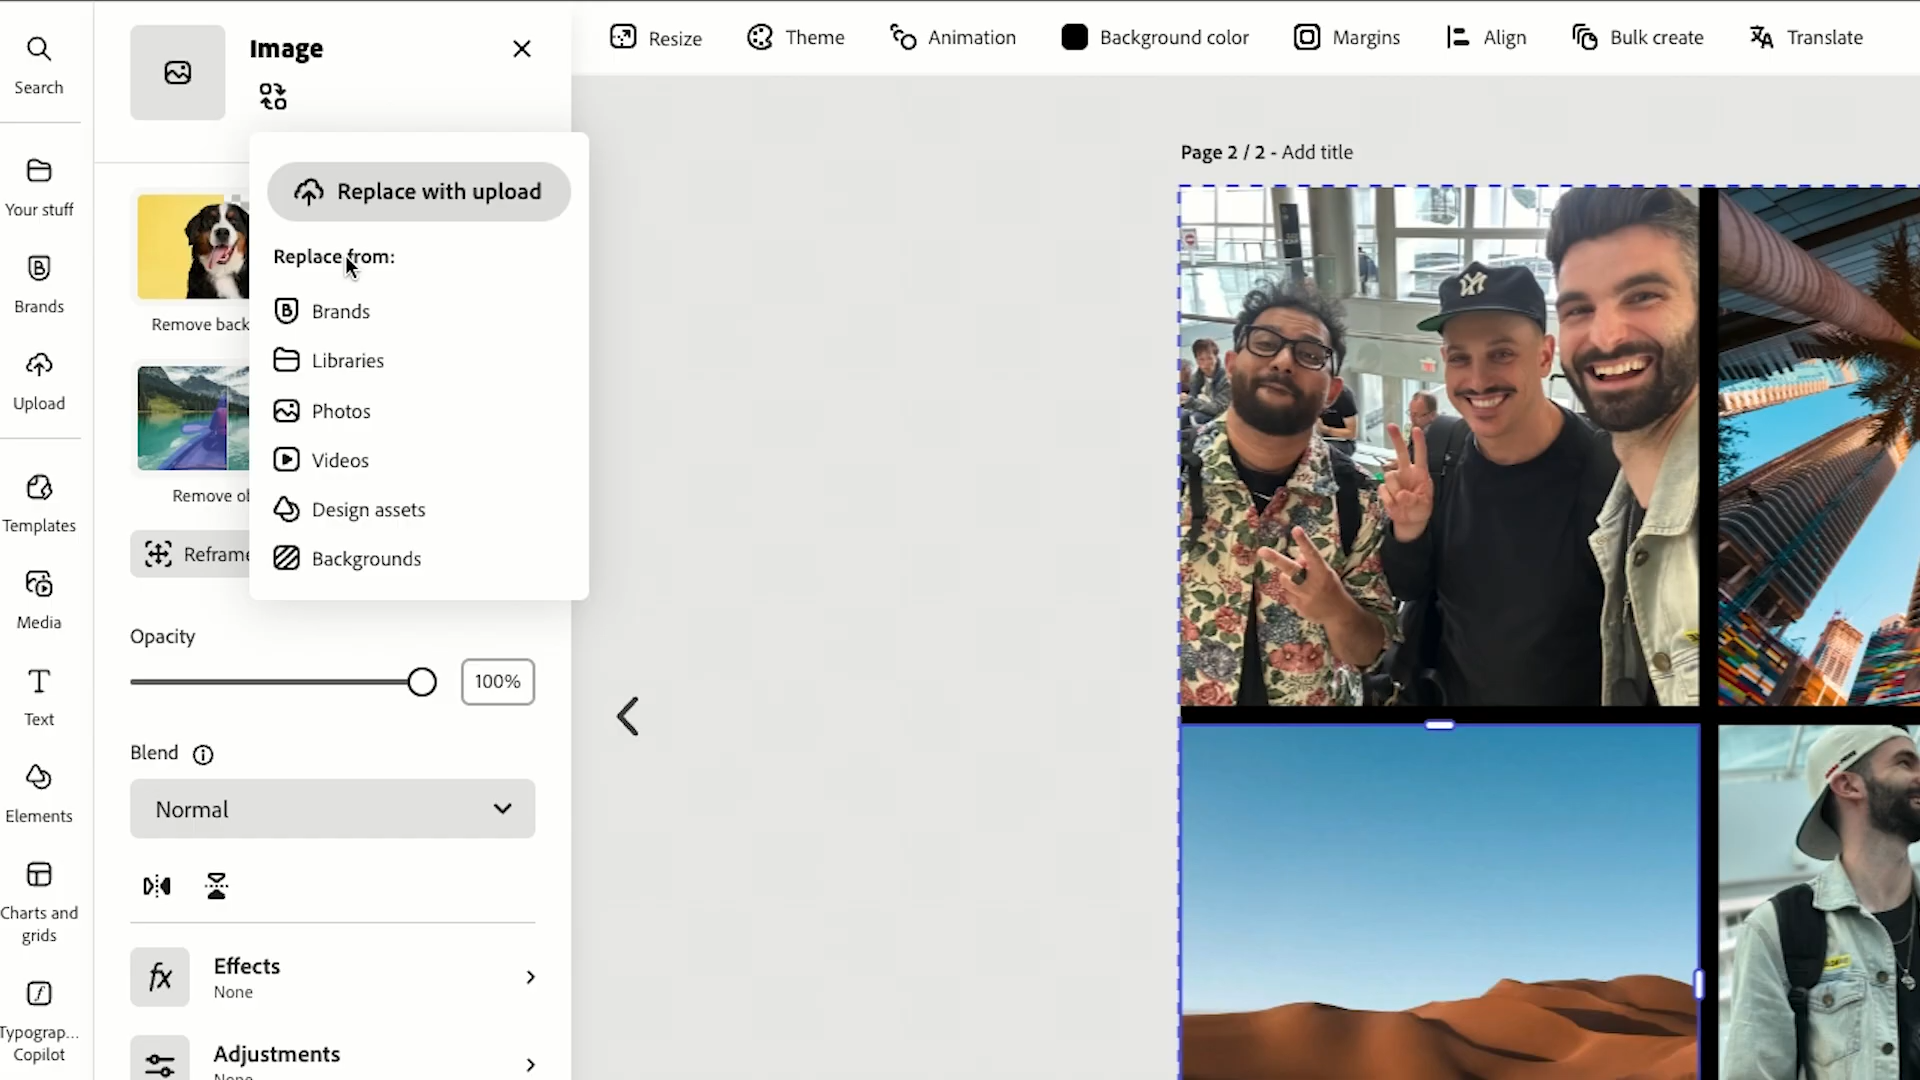 Search
Your stuff
Brands
Upload
Templates
Media
Text
Elements
Charts and
grids
Typograp...
Copilot
Image
Replace with upload
Replace from:
Brands
Libraries
Photos
Videos
Design assets
Backgrounds
Remove back
Remove ob
Reframe
Opacity
100%
Blend
Normal
Effects
None
Adjustments
None
Resize
Theme
Animation
Background color
Margins
Align
Bulk create
Translate
Page 2 / 2 - Add title